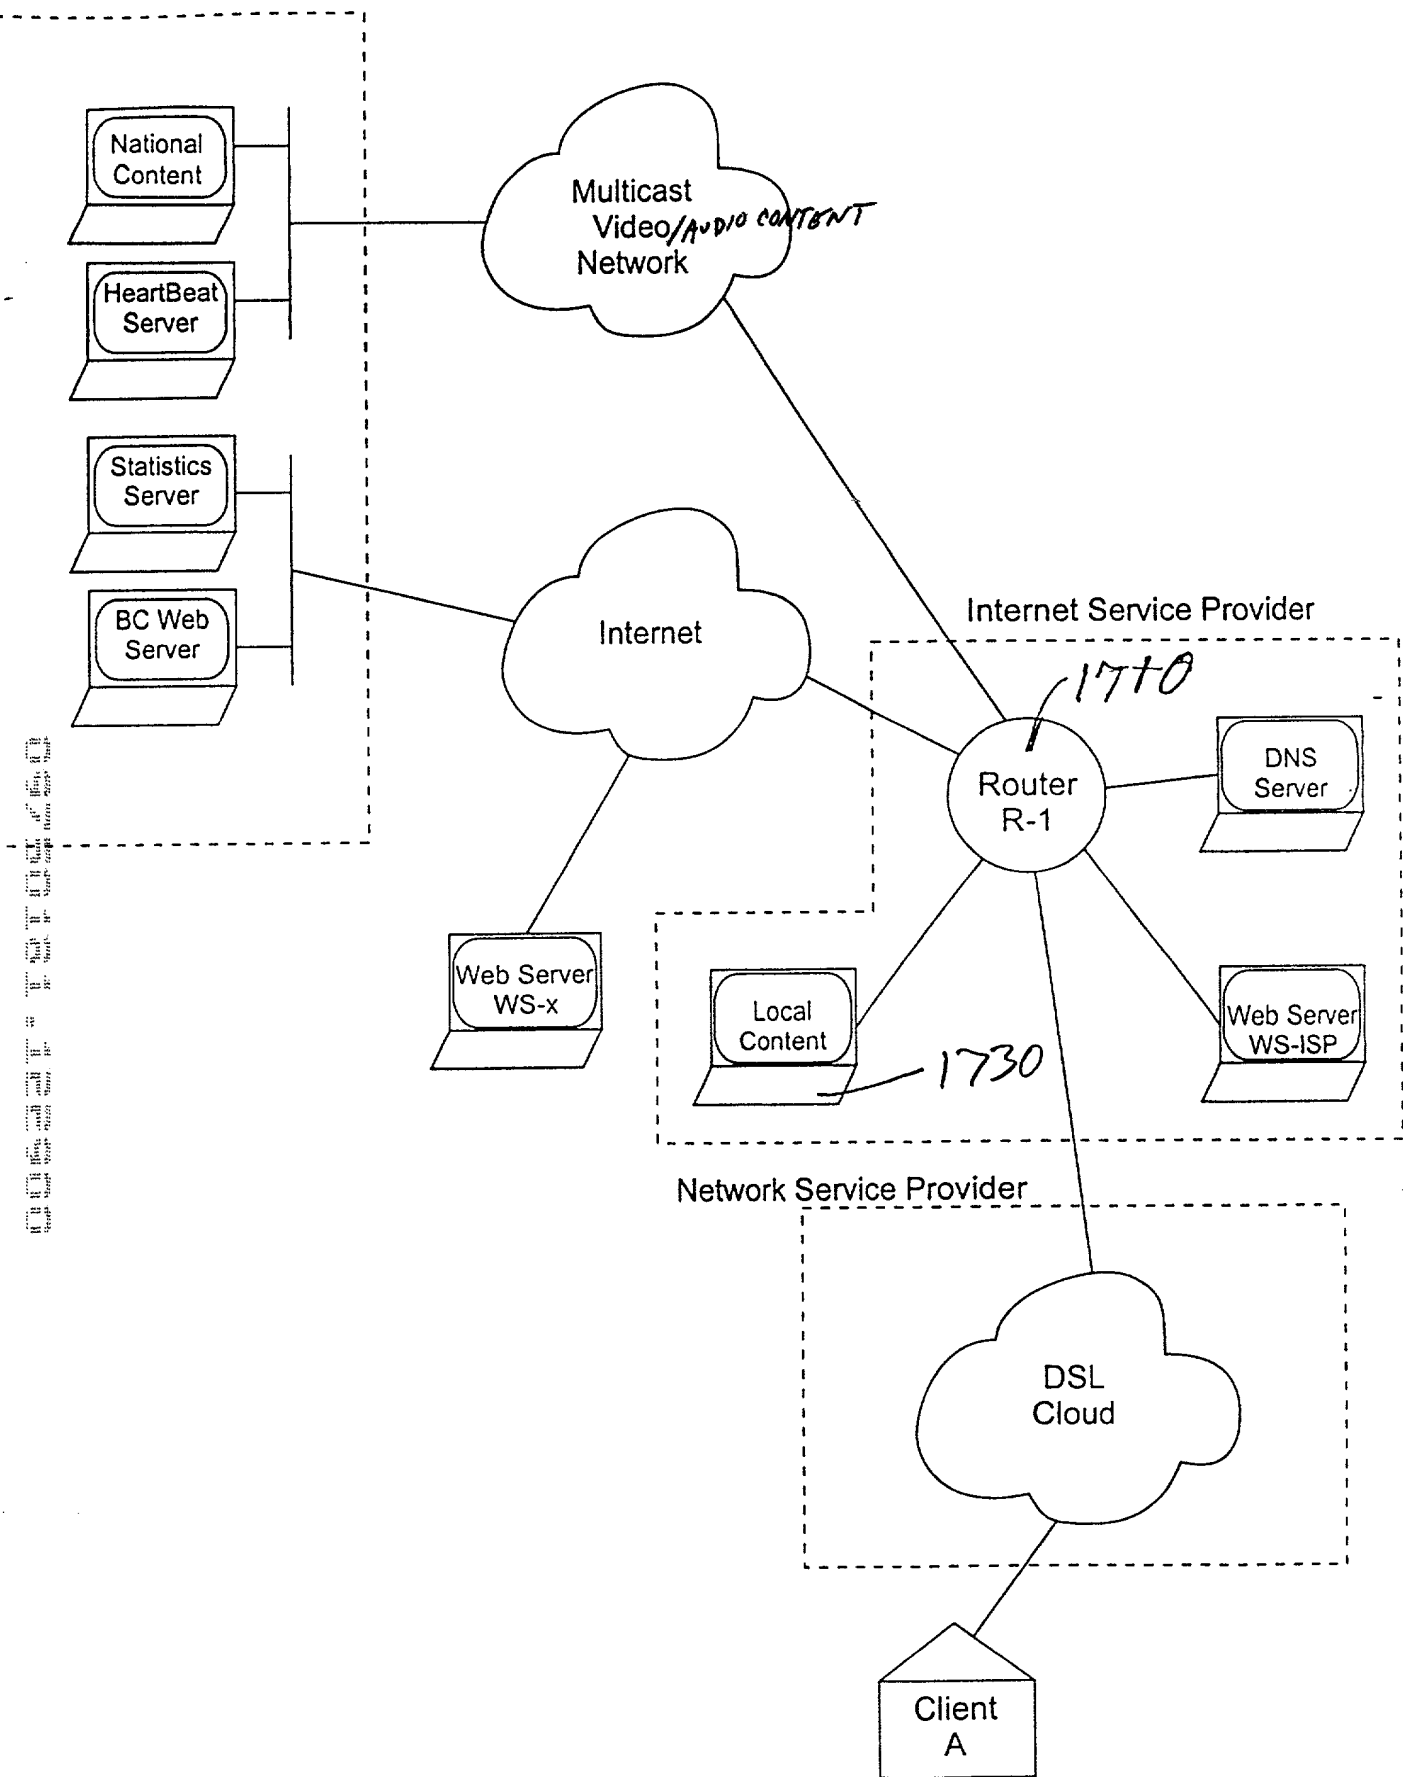 National
Content
HeartBeat
Server
Statistics
Server
BC Web
Server
Multicast
Video/AUDIO CONTENT
Network
Internet
Internet Service Provider
1710
Router
R-1
DNS
Server
Web Server
WS-x
Local
Content
1730
Web Server
WS-ISP
Network Service Provider
DSL
Cloud
Client
A